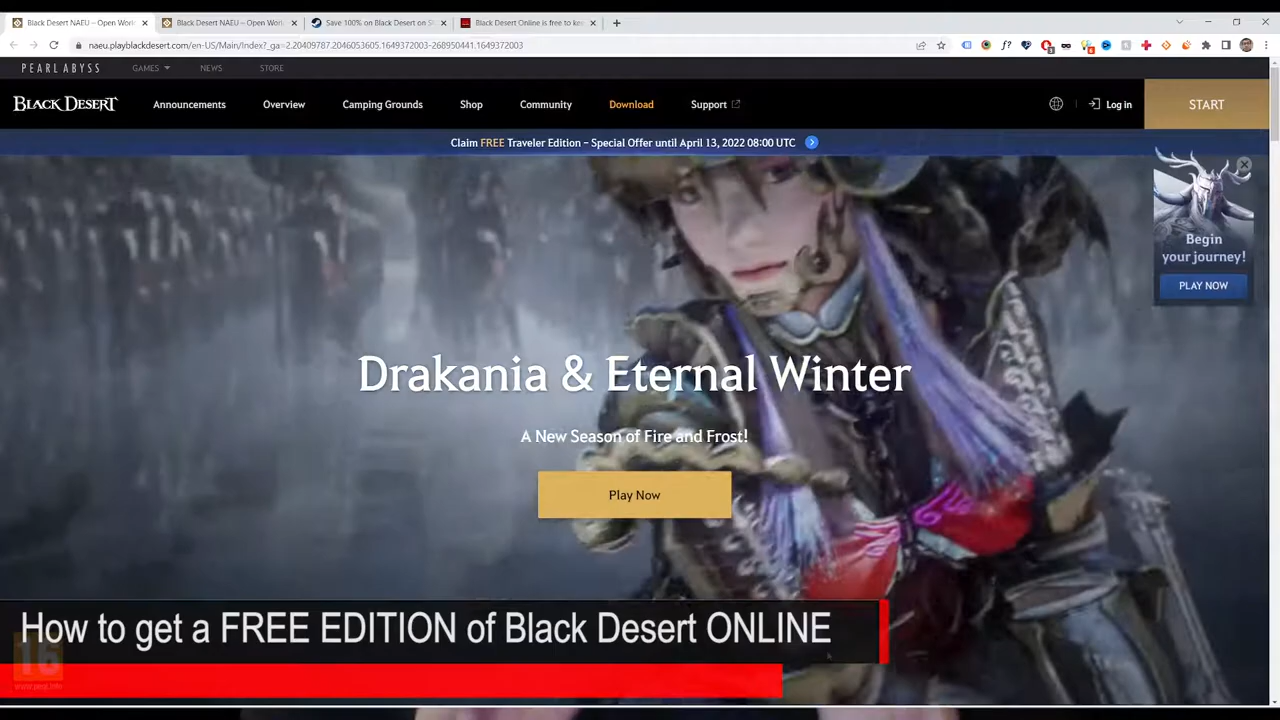 Black Desert NAEU – Open Worl
Black Desert NAEU – Open Worl
Save 100% on Black Desert on S
Black Desert Online is free to kee
naeu.playblackdesert.com/en-US/Main/Index?_ga=2.20409787.2046053605.1649372003-268950441.1649372003
PEARL ABYSS GAMES NEWS STORE
BLACK DESERT Announcements Overview Camping Grounds Shop Community Download Support Log in START
Claim FREE Traveler Edition – Special Offer until April 13, 2022 08:00 UTC
Begin
your journey!
PLAY NOW
Drakania & Eternal Winter
A New Season of Fire and Frost!
Play Now
How to get a FREE EDITION of Black Desert ONLINE
16
www.pegi.info